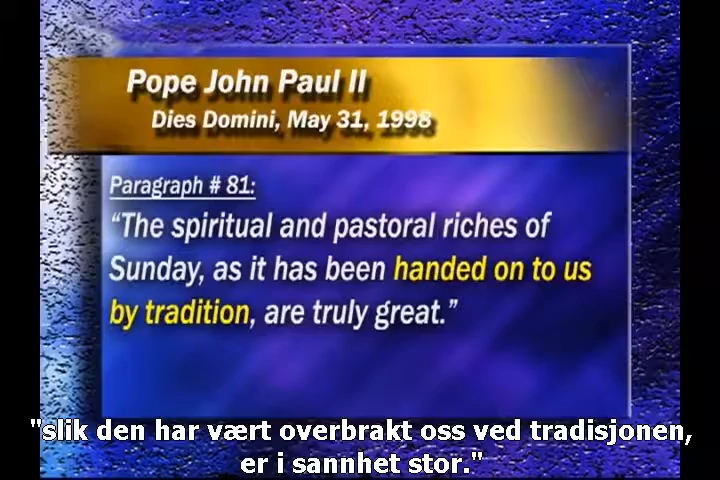 Pope John Paul II
Dies Domini, May 31, 1998
Paragraph # 81:
“The spiritual and pastoral riches of
Sunday, as it has been handed on to us
by tradition, are truly great.”
"slik den har vært overbrakt oss ved tradisjonen,
er i sannhet stor."